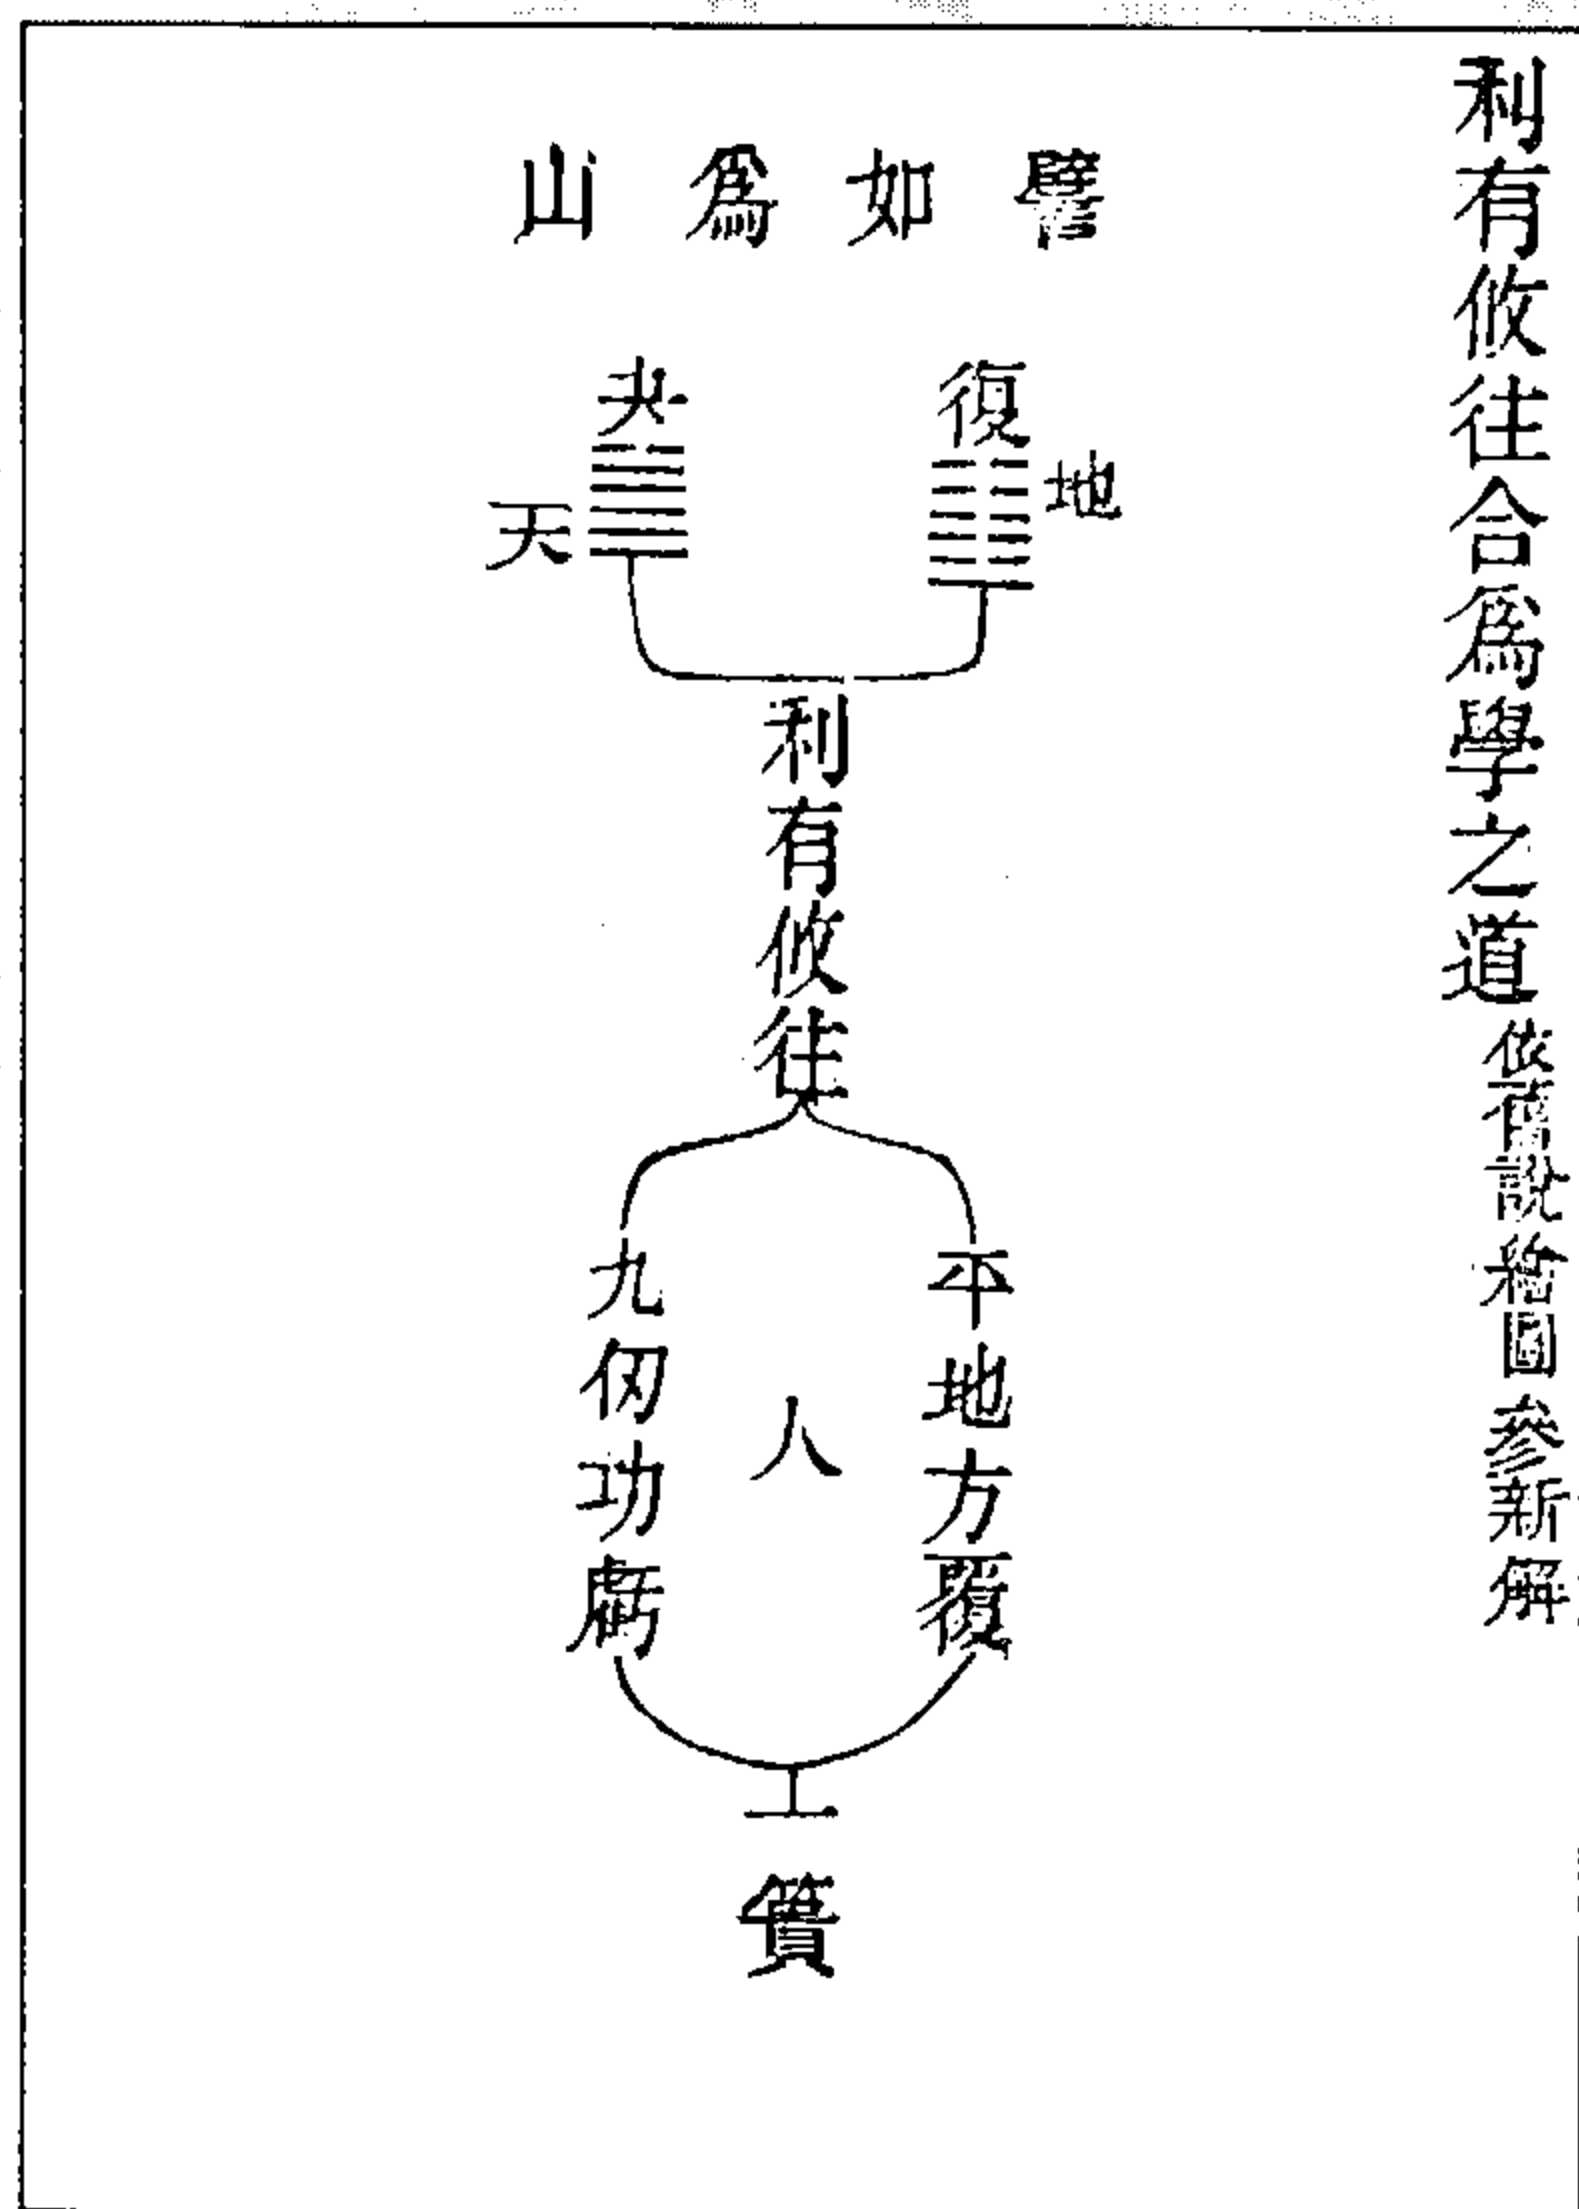 利有攸往合爲學之道 依舊說稽圖參新解
譬如爲山
復
地
夬
天
利有攸往
平地方覆
人
九仞功虧
一簣